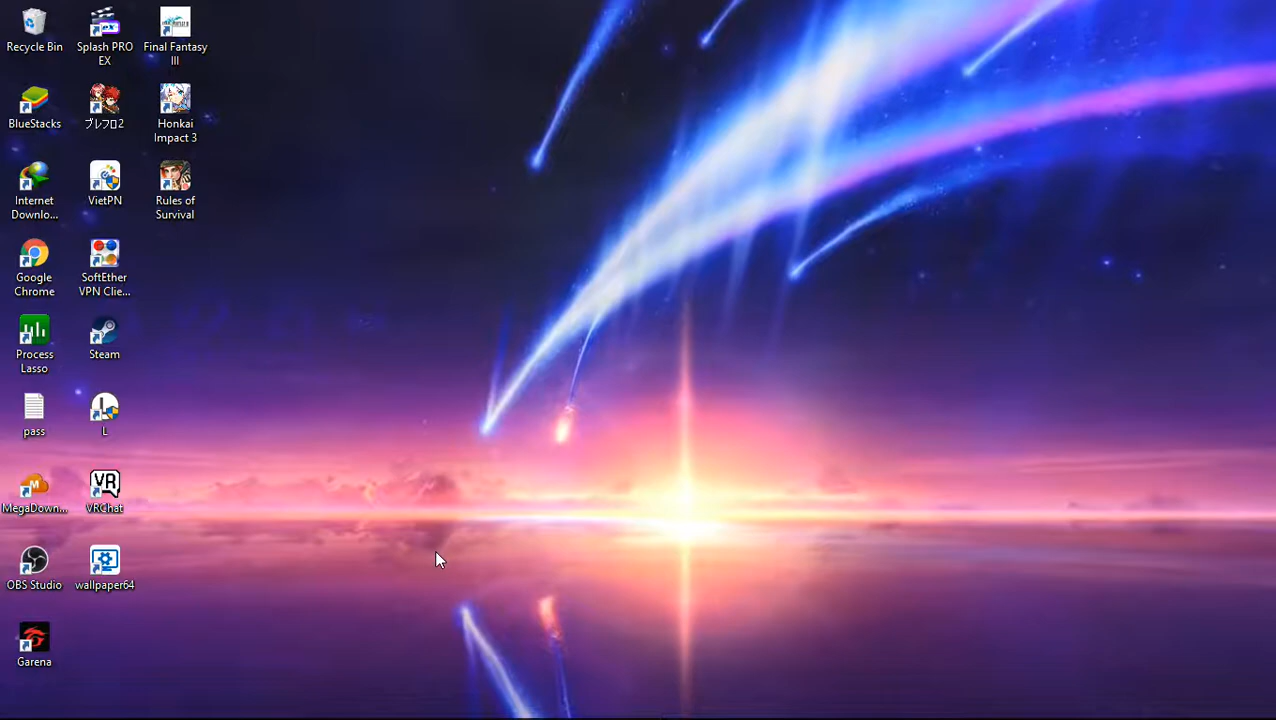 Recycle Bin
Splash PRO
EX
Final Fantasy
III
BlueStacks
ブレフロ2
Honkai
Impact 3
Internet
Downlo...
VietPN
Rules of
Survival
Google
Chrome
SoftEther
VPN Clie...
Process
Lasso
Steam
pass
L
MegaDown...
VR
VRChat
OBS Studio
wallpaper64
Garena